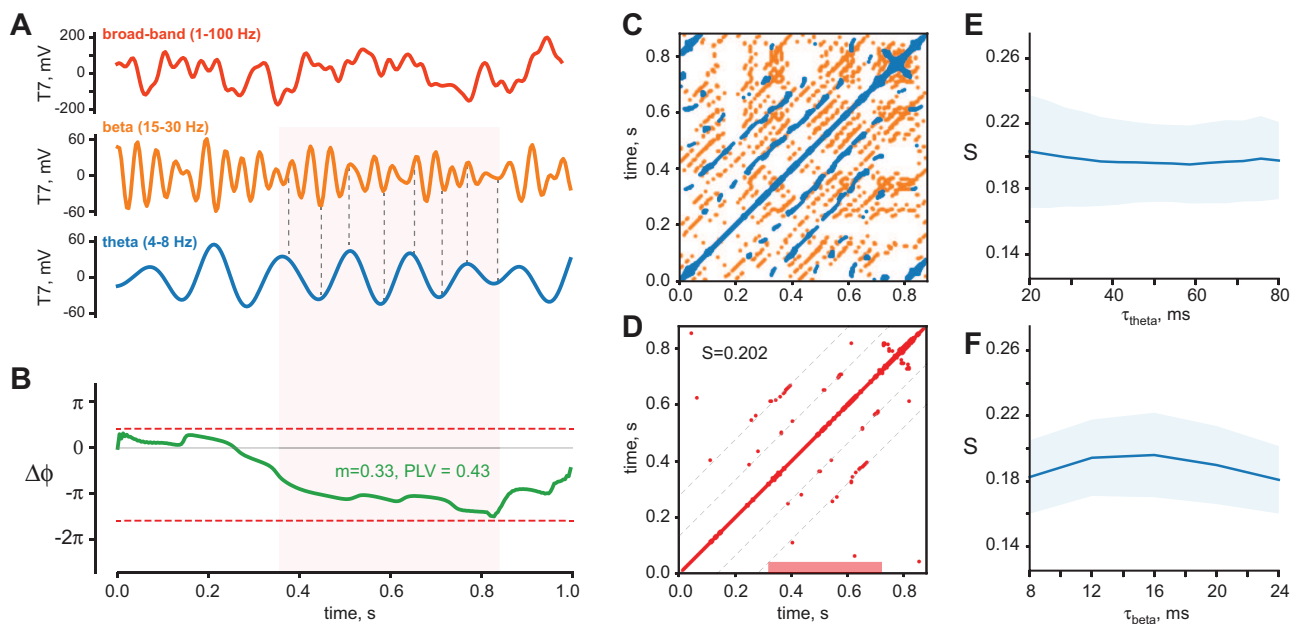 A
broad-band (1-100 Hz)
T7, mV
200
0
-200
beta (15-30 Hz)
T7, mV
60
0
-60
theta (4-8 Hz)
T7, mV
60
0
-60
B
Δϕ
π
0
-π
-2π
m=0.33, PLV = 0.43
0.0 0.2 0.4 0.6 0.8 1.0
time, s
C
time, s
0.8
0.6
0.4
0.2
0.0
0.0 0.2 0.4 0.6 0.8
D
S=0.202
time, s
0.8
0.6
0.4
0.2
0.0
0.0 0.2 0.4 0.6 0.8
time, s
E
S
0.26
0.22
0.18
0.14
20 40 60 80
τtheta, ms
F
S
0.26
0.22
0.18
0.14
8 12 16 20 24
τbeta, ms